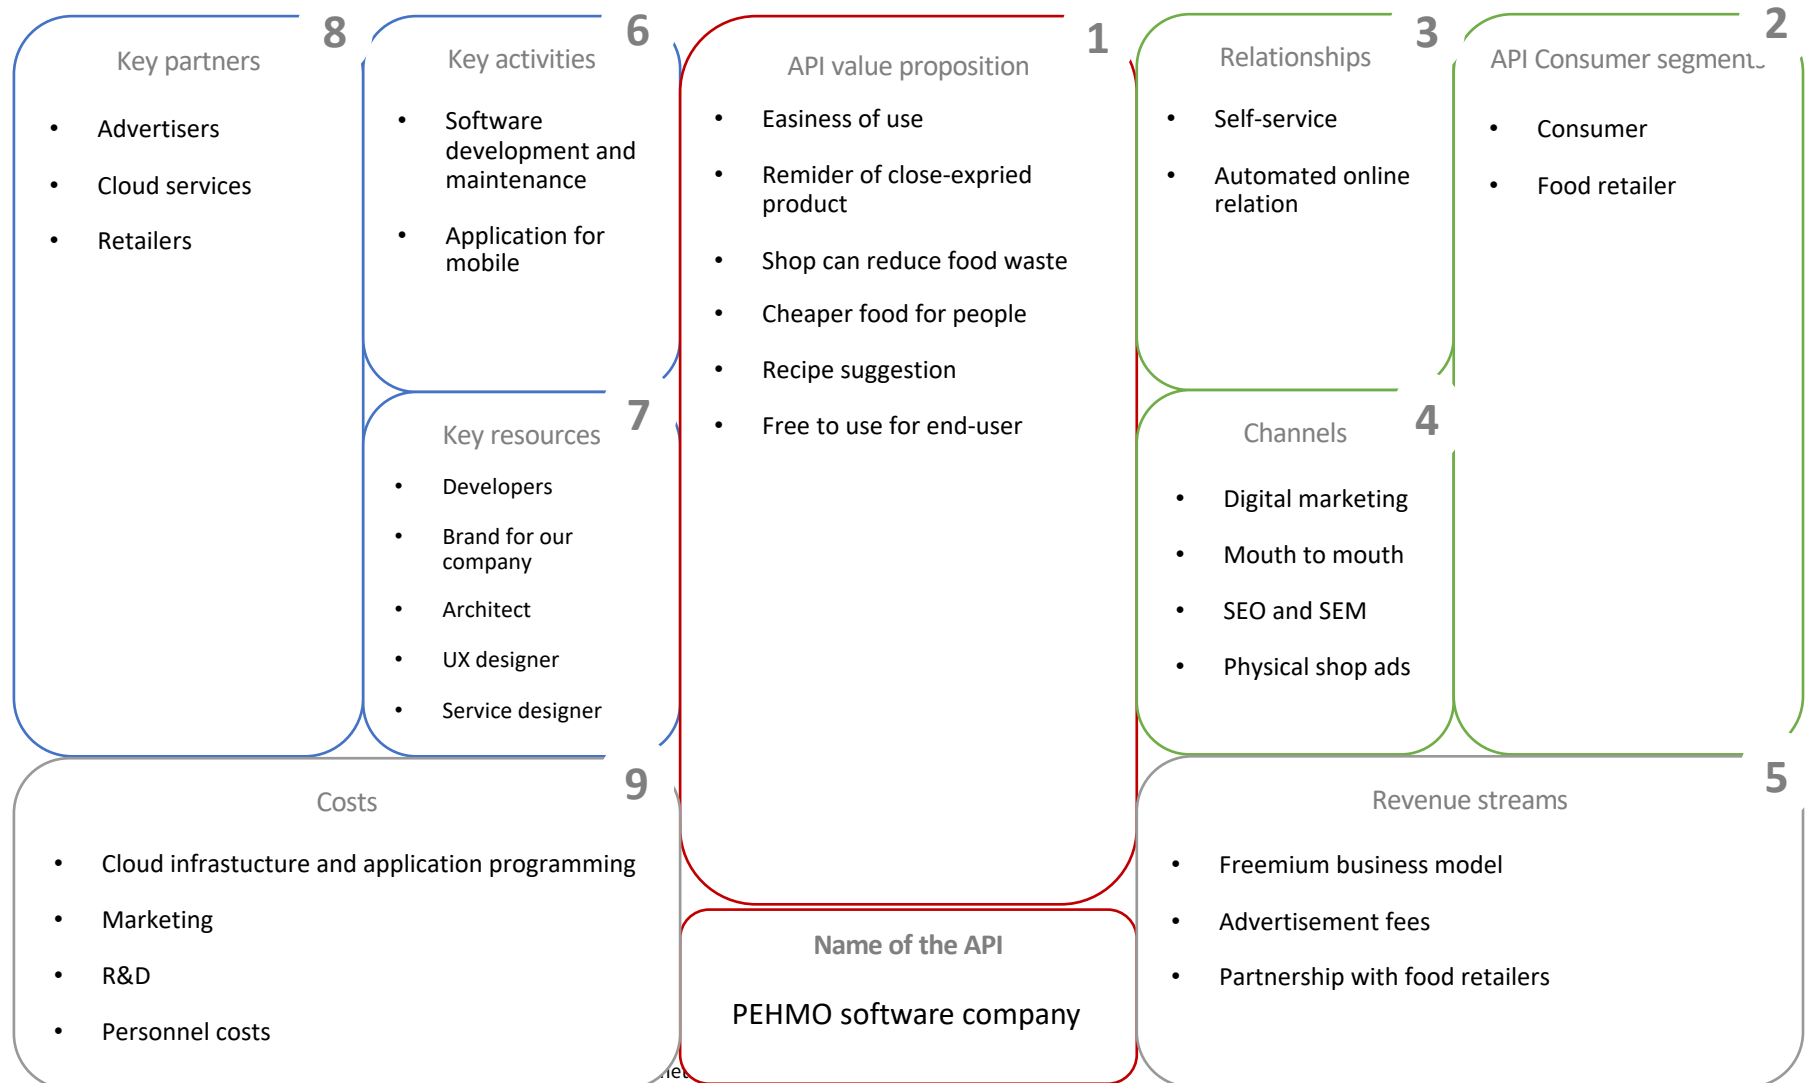 8
Key partners
• Advertisers
• Cloud services
• Retailers
6
Key activities
• Software
development and
maintenance
• Application for
mobile
7
Key resources
• Developers
• Brand for our
company
• Architect
• UX designer
• Service designer
1
API value proposition
• Easiness of use
• Remider of close-expried
product
• Shop can reduce food waste
• Cheaper food for people
• Recipe suggestion
• Free to use for end-user
3
Relationships
• Self-service
• Automated online
relation
4
Channels
• Digital marketing
• Mouth to mouth
• SEO and SEM
• Physical shop ads
2
API Consumer segments
• Consumer
• Food retailer
9
Costs
• Cloud infrastucture and application programming
• Marketing
• R&D
• Personnel costs
Name of the API
PEHMO software company
5
Revenue streams
• Freemium business model
• Advertisement fees
• Partnership with food retailers